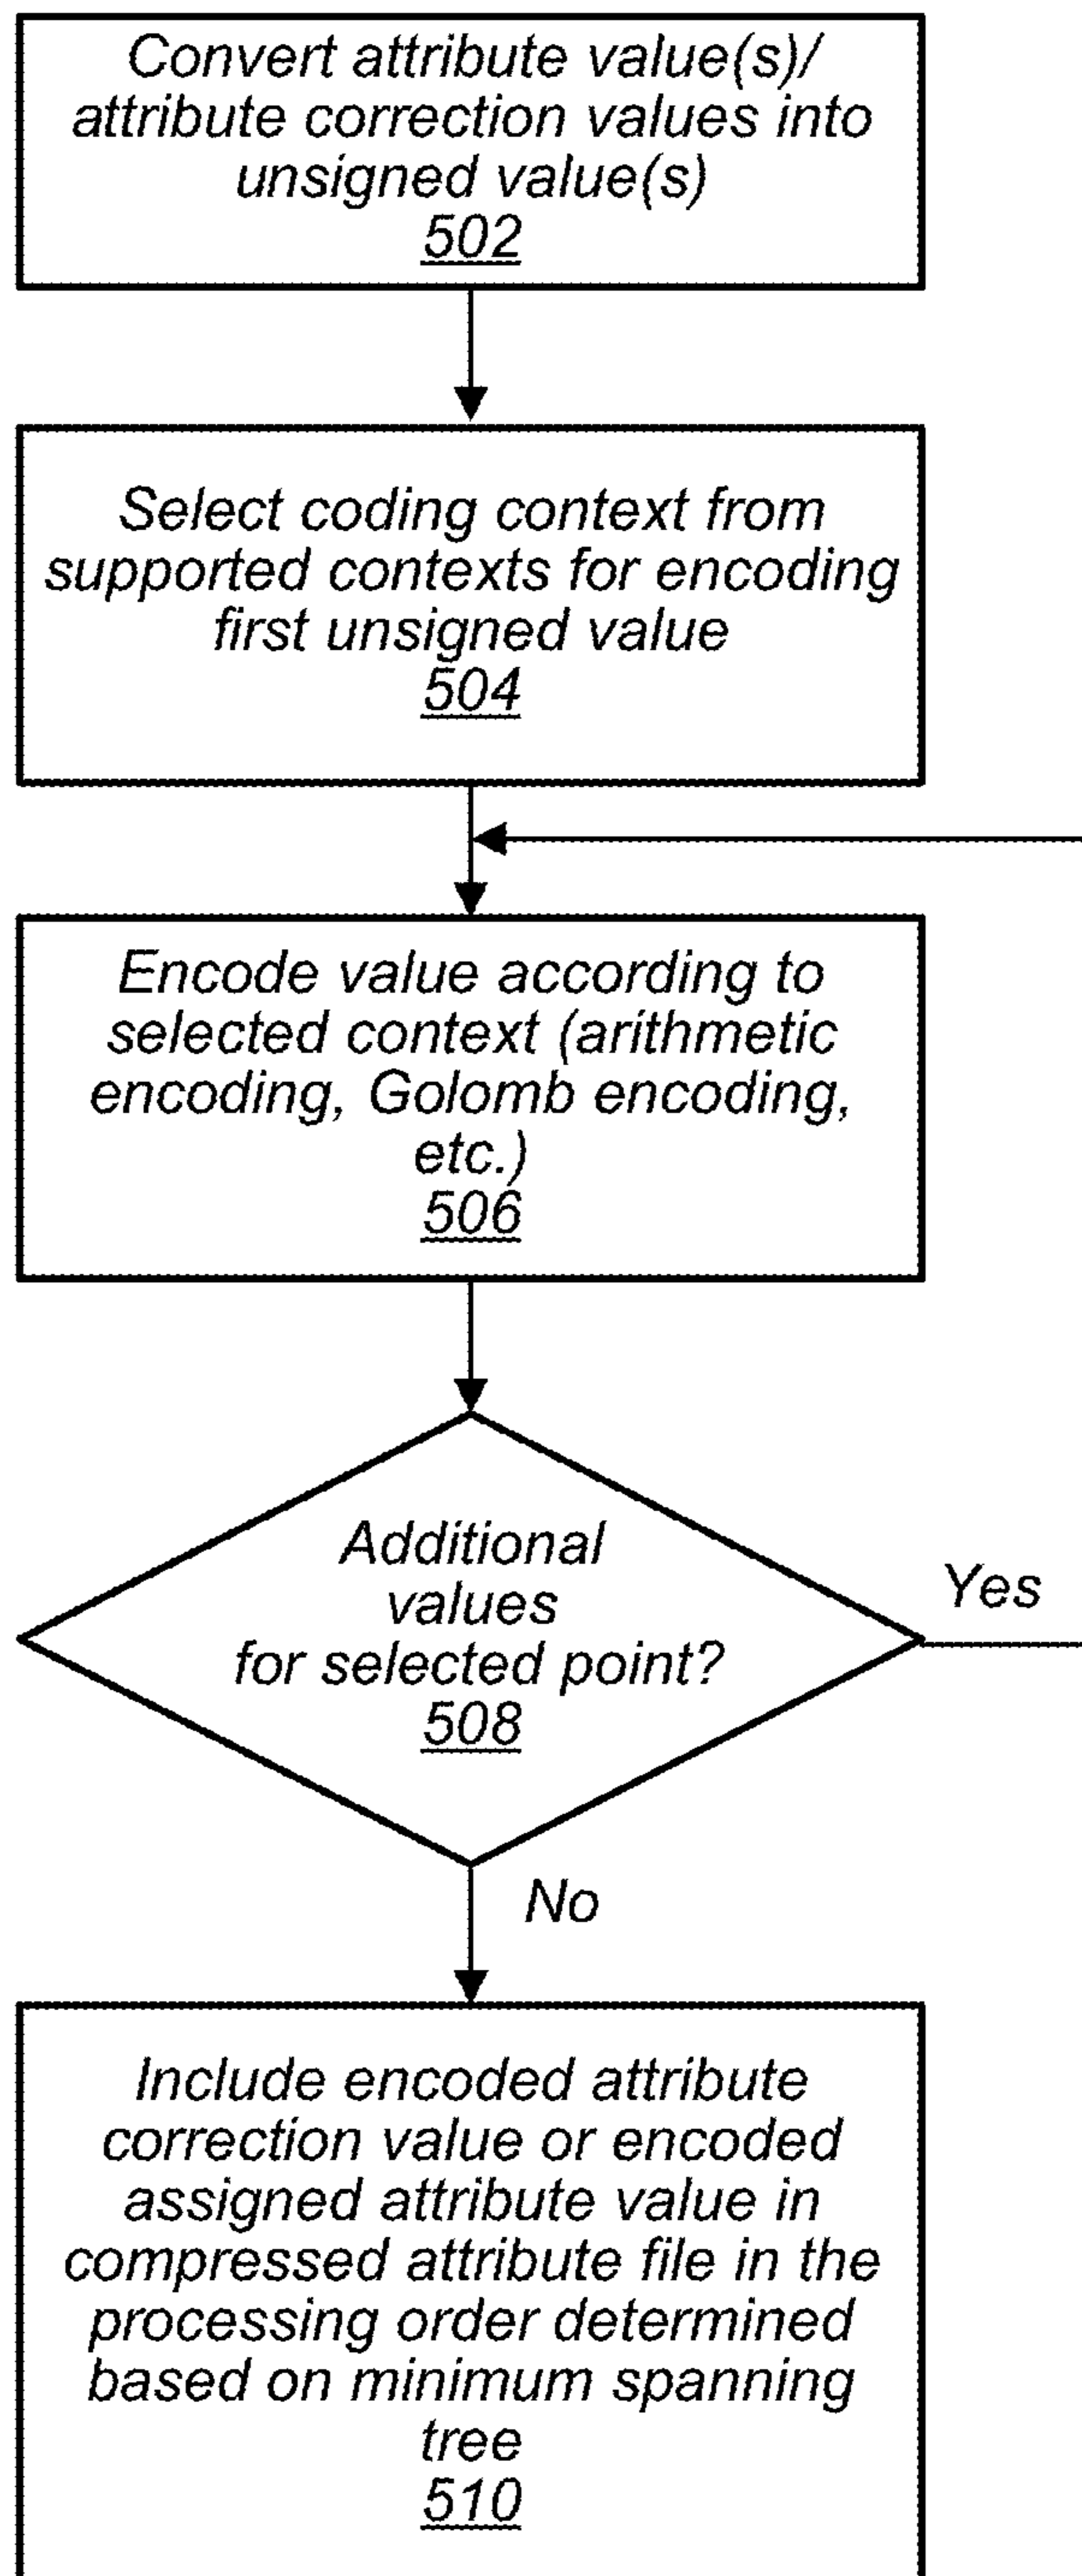 Convert attribute value(s)/
attribute correction values into
unsigned value(s)
502
Select coding context from
supported contexts for encoding
first unsigned value
504
Encode value according to
selected context (arithmetic
encoding, Golomb encoding,
etc.)
506
Additional
values
for selected point?
508
Yes
No
Include encoded attribute
correction value or encoded
assigned attribute value in
compressed attribute file in the
processing order determined
based on minimum spanning
tree
510